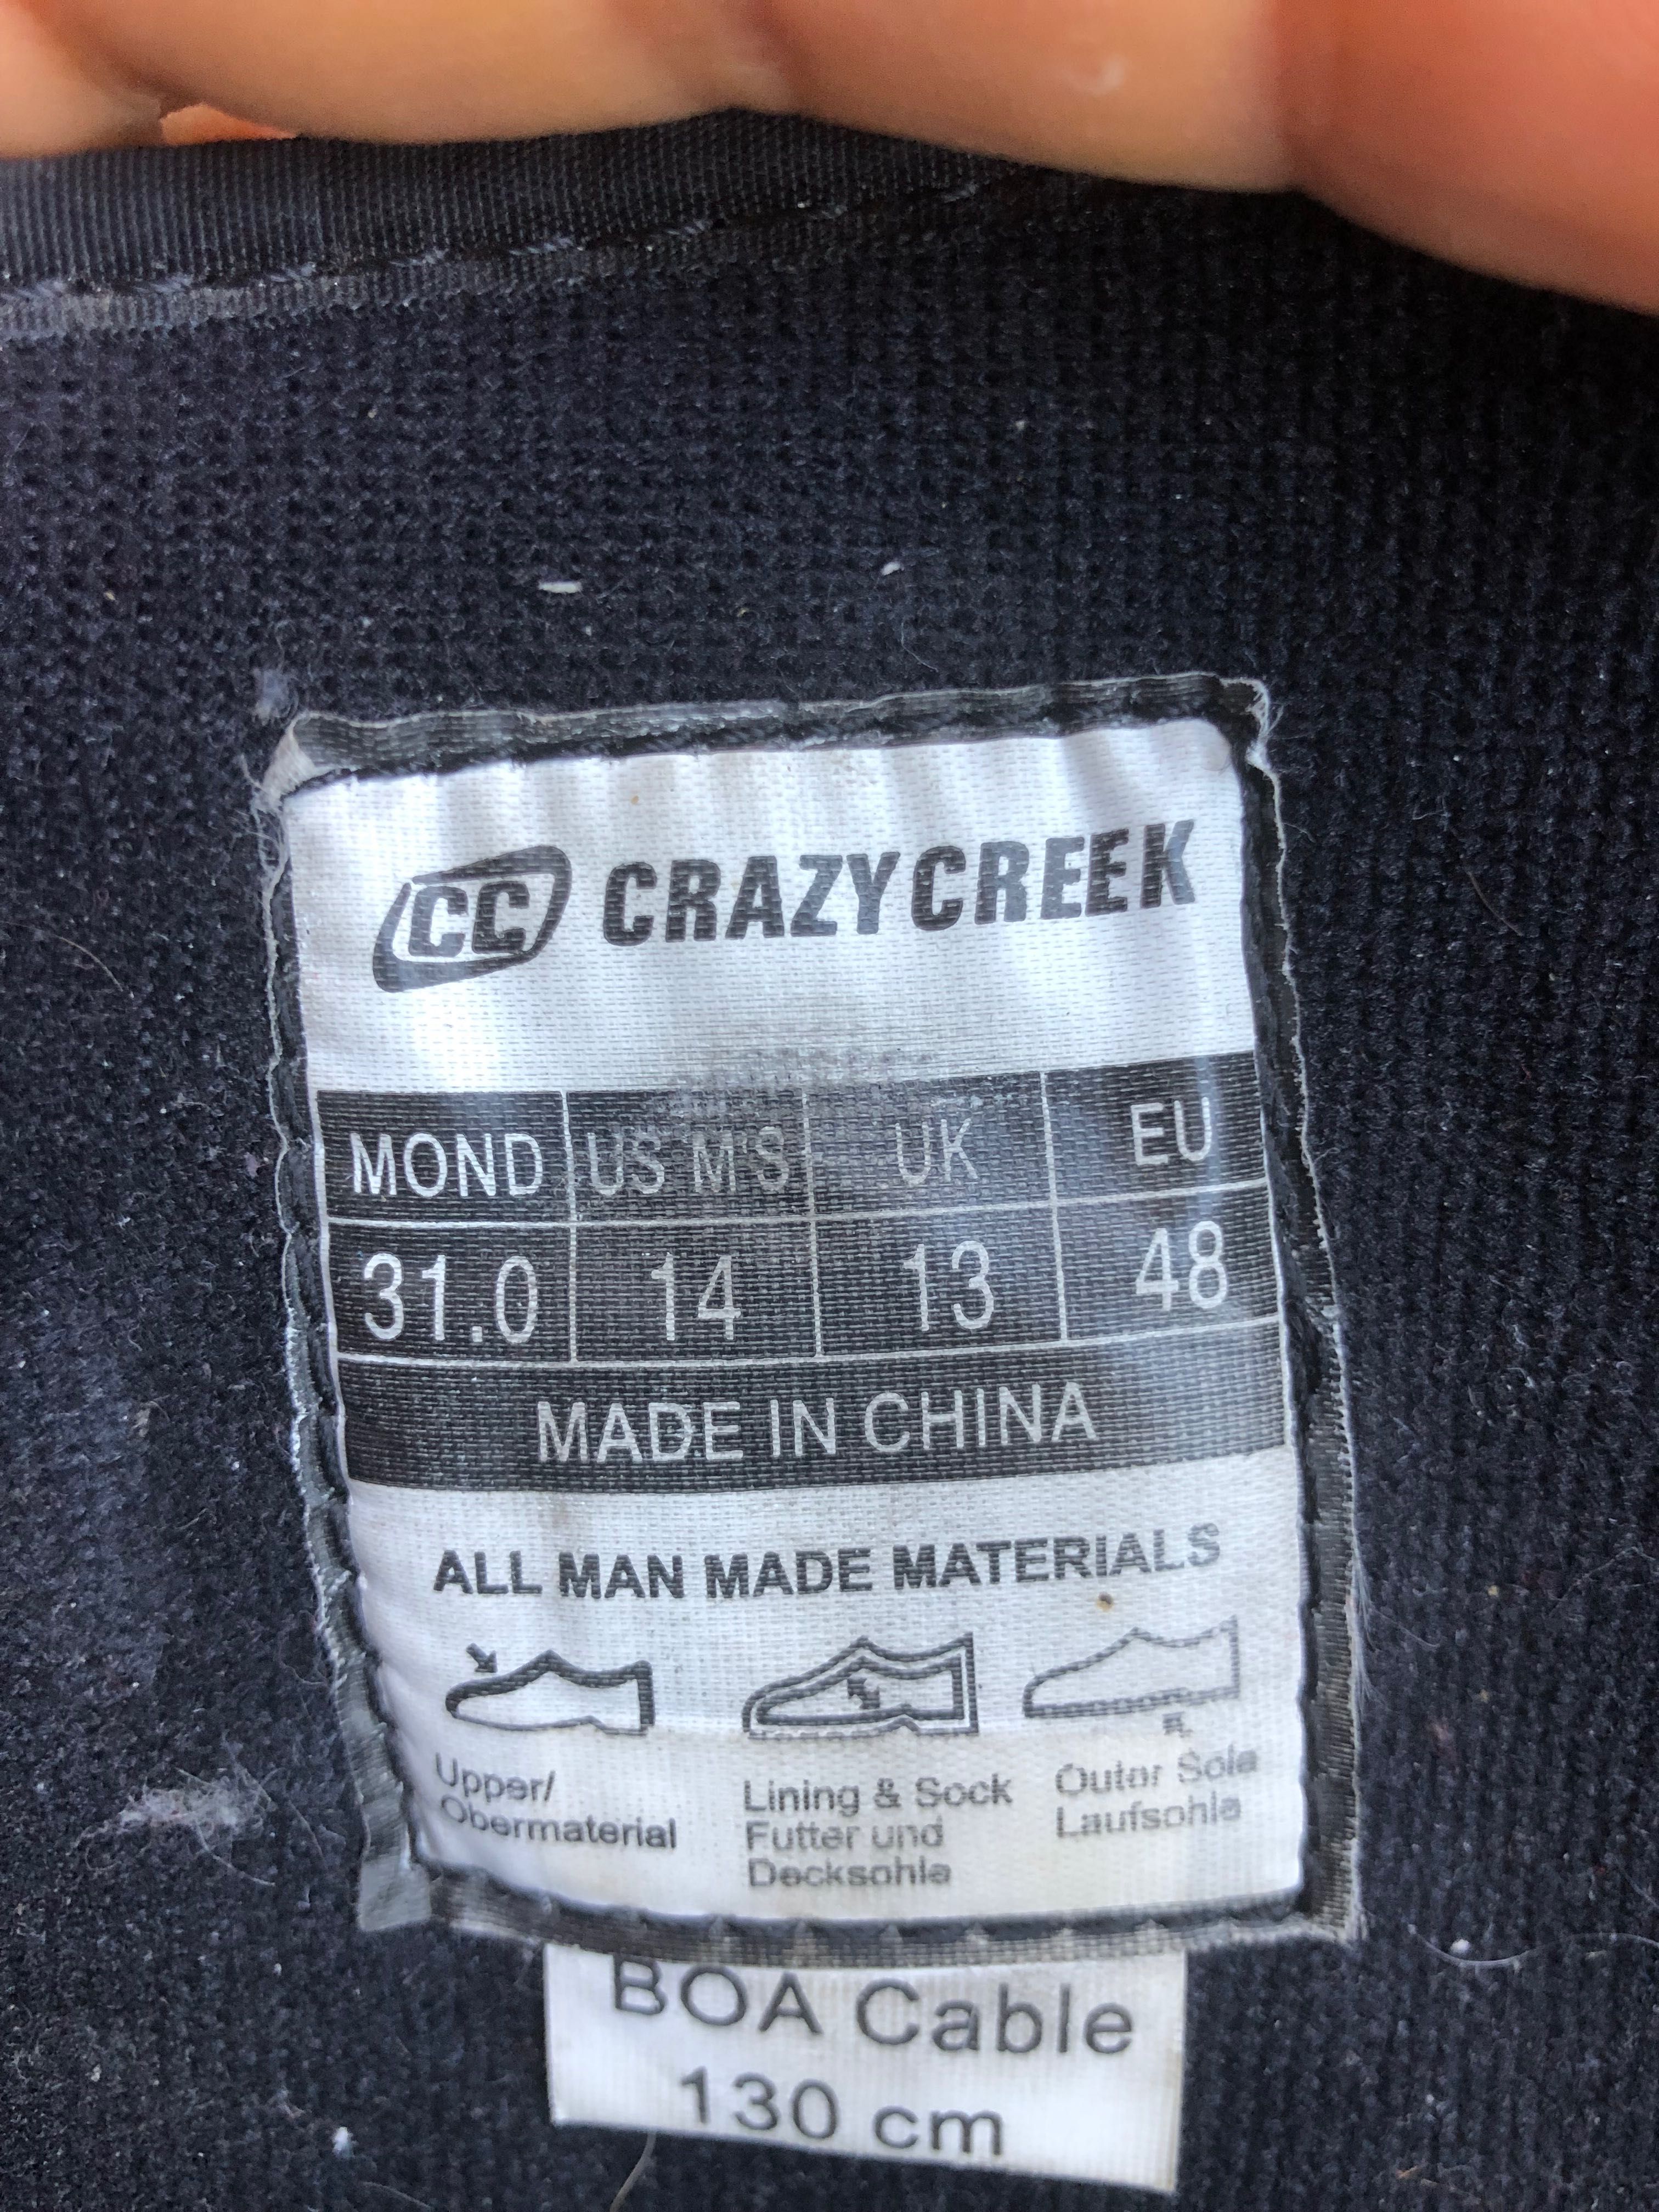 CC CRAZYCREEK
MOND US M'S UK EU
31.0 14 13 48
MADE IN CHINA
ALL MAN MADE MATERIALS
Upper/
Obermaterial
Lining & Sock
Futter und
Decksohle
Outer Sole
Laufsohle
BOA Cable
130 cm